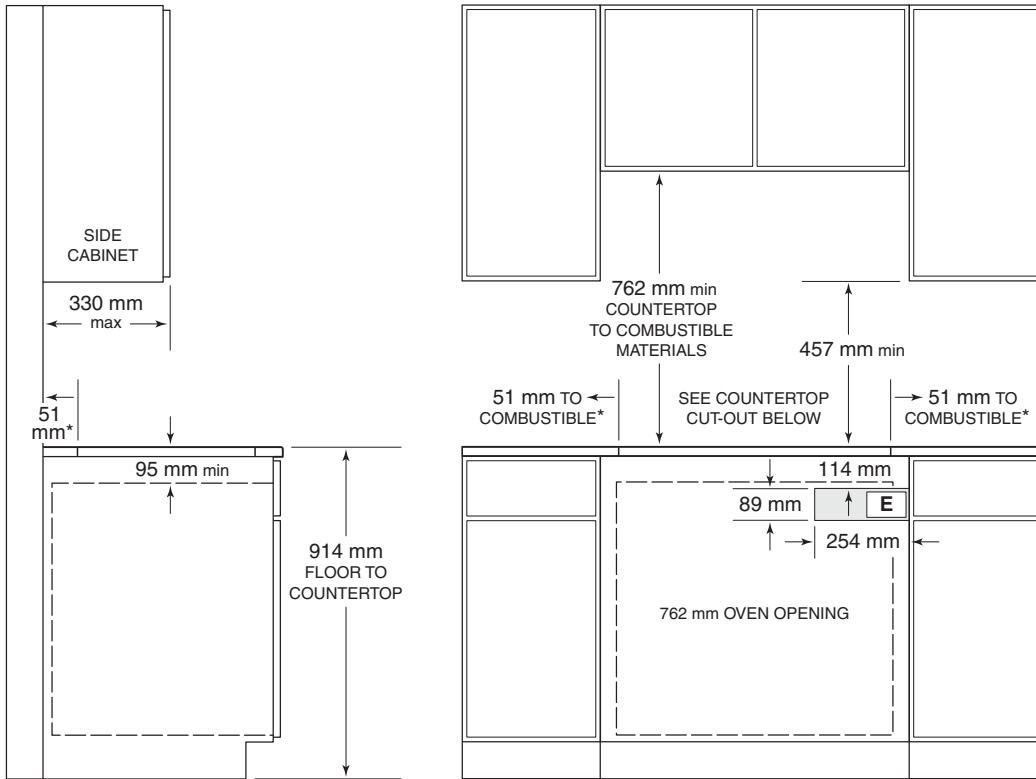 SIDE
CABINET
330 mm
max
51
mm*
95 mm min
914 mm
FLOOR TO
COUNTERTOP
762 mm min
COUNTERTOP
TO COMBUSTIBLE
MATERIALS
457 mm min
51 mm TO
COMBUSTIBLE*
SEE COUNTERTOP
CUT-OUT BELOW
51 mm TO
COMBUSTIBLE*
114 mm
89 mm
E
254 mm
762 mm OVEN OPENING